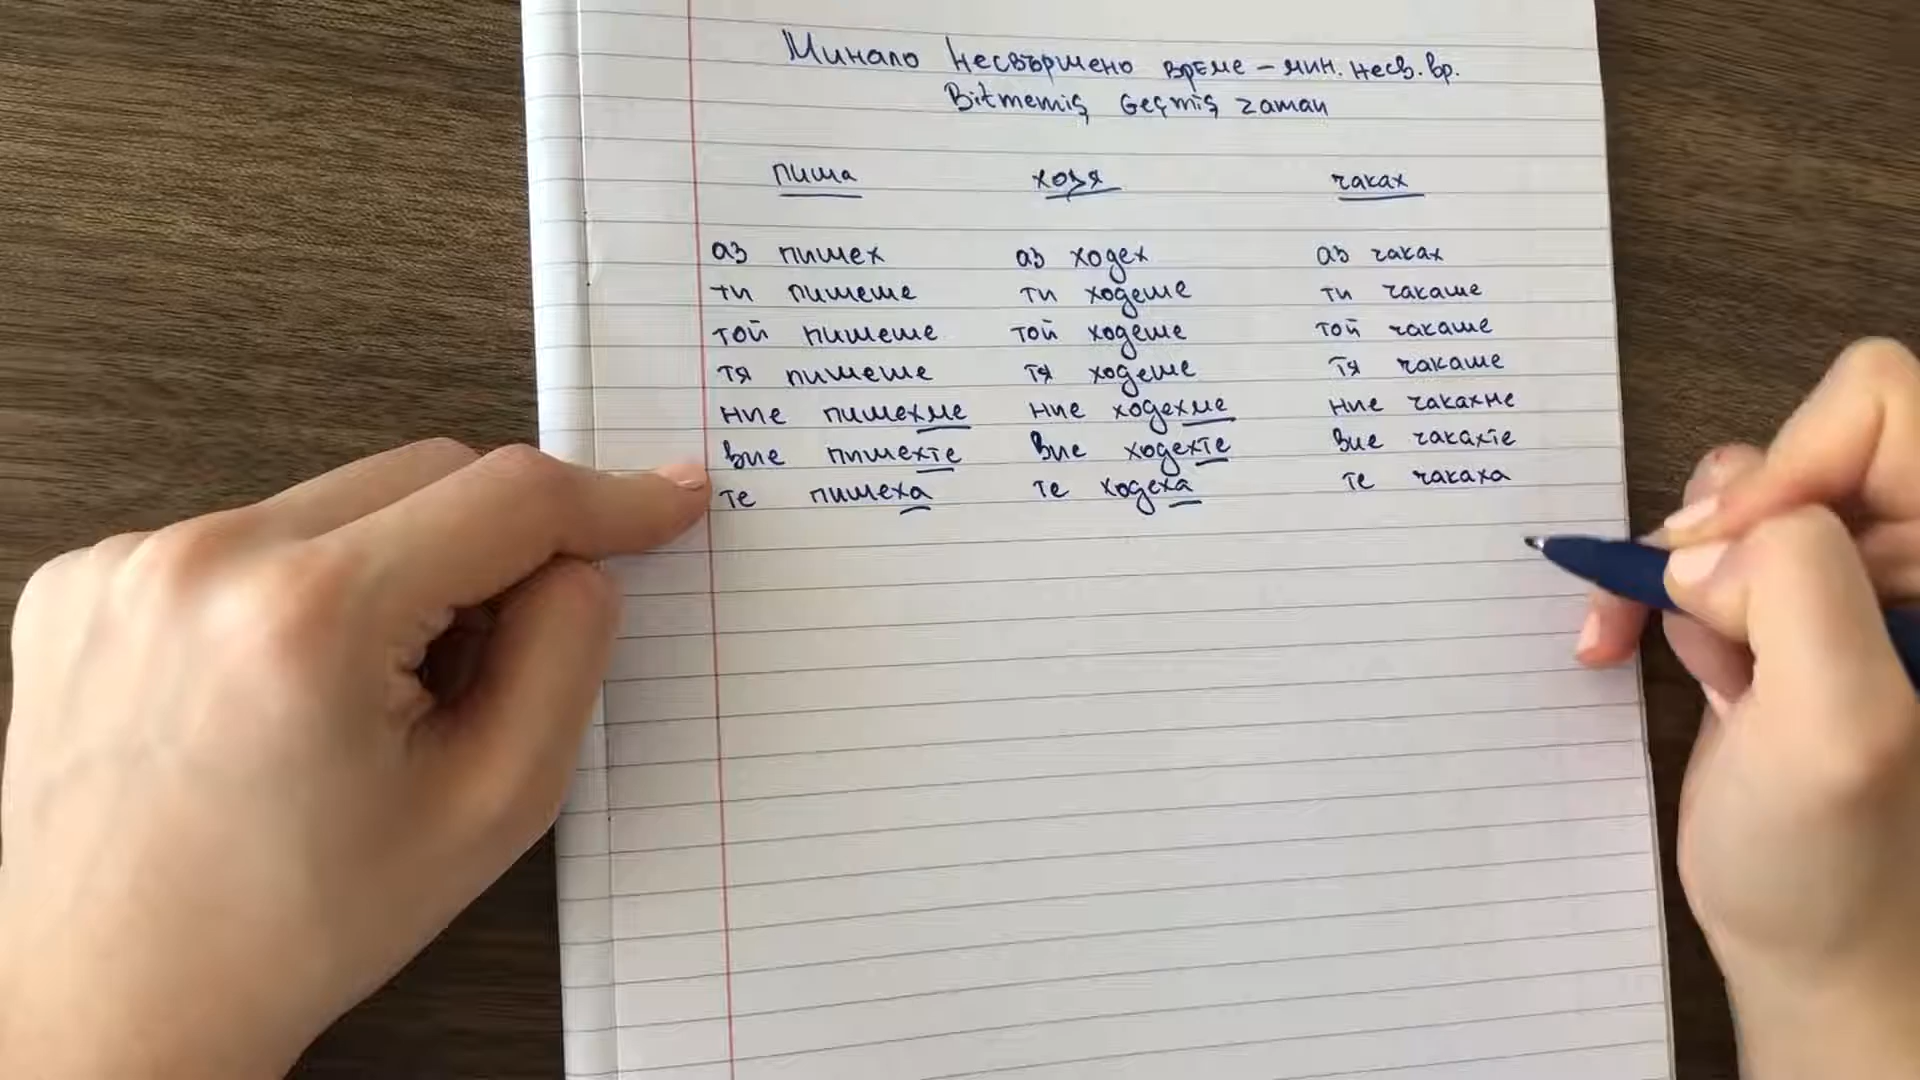 Минало Несвършено време - мин. несв. вр.
Bitmemiş Geçmiş zaman
пиша ходя чаках
аз пишех аз ходех аз чаках
ти пишеше ти ходеше ти чакаше
той пишеше той ходеше той чакаше
тя пишеше тя ходеше тя чакаше
ние пишехме ние ходехме ние чакахме
вие пишехте вие ходехте вие чакахте
те пишеха те ходеха те чакаха